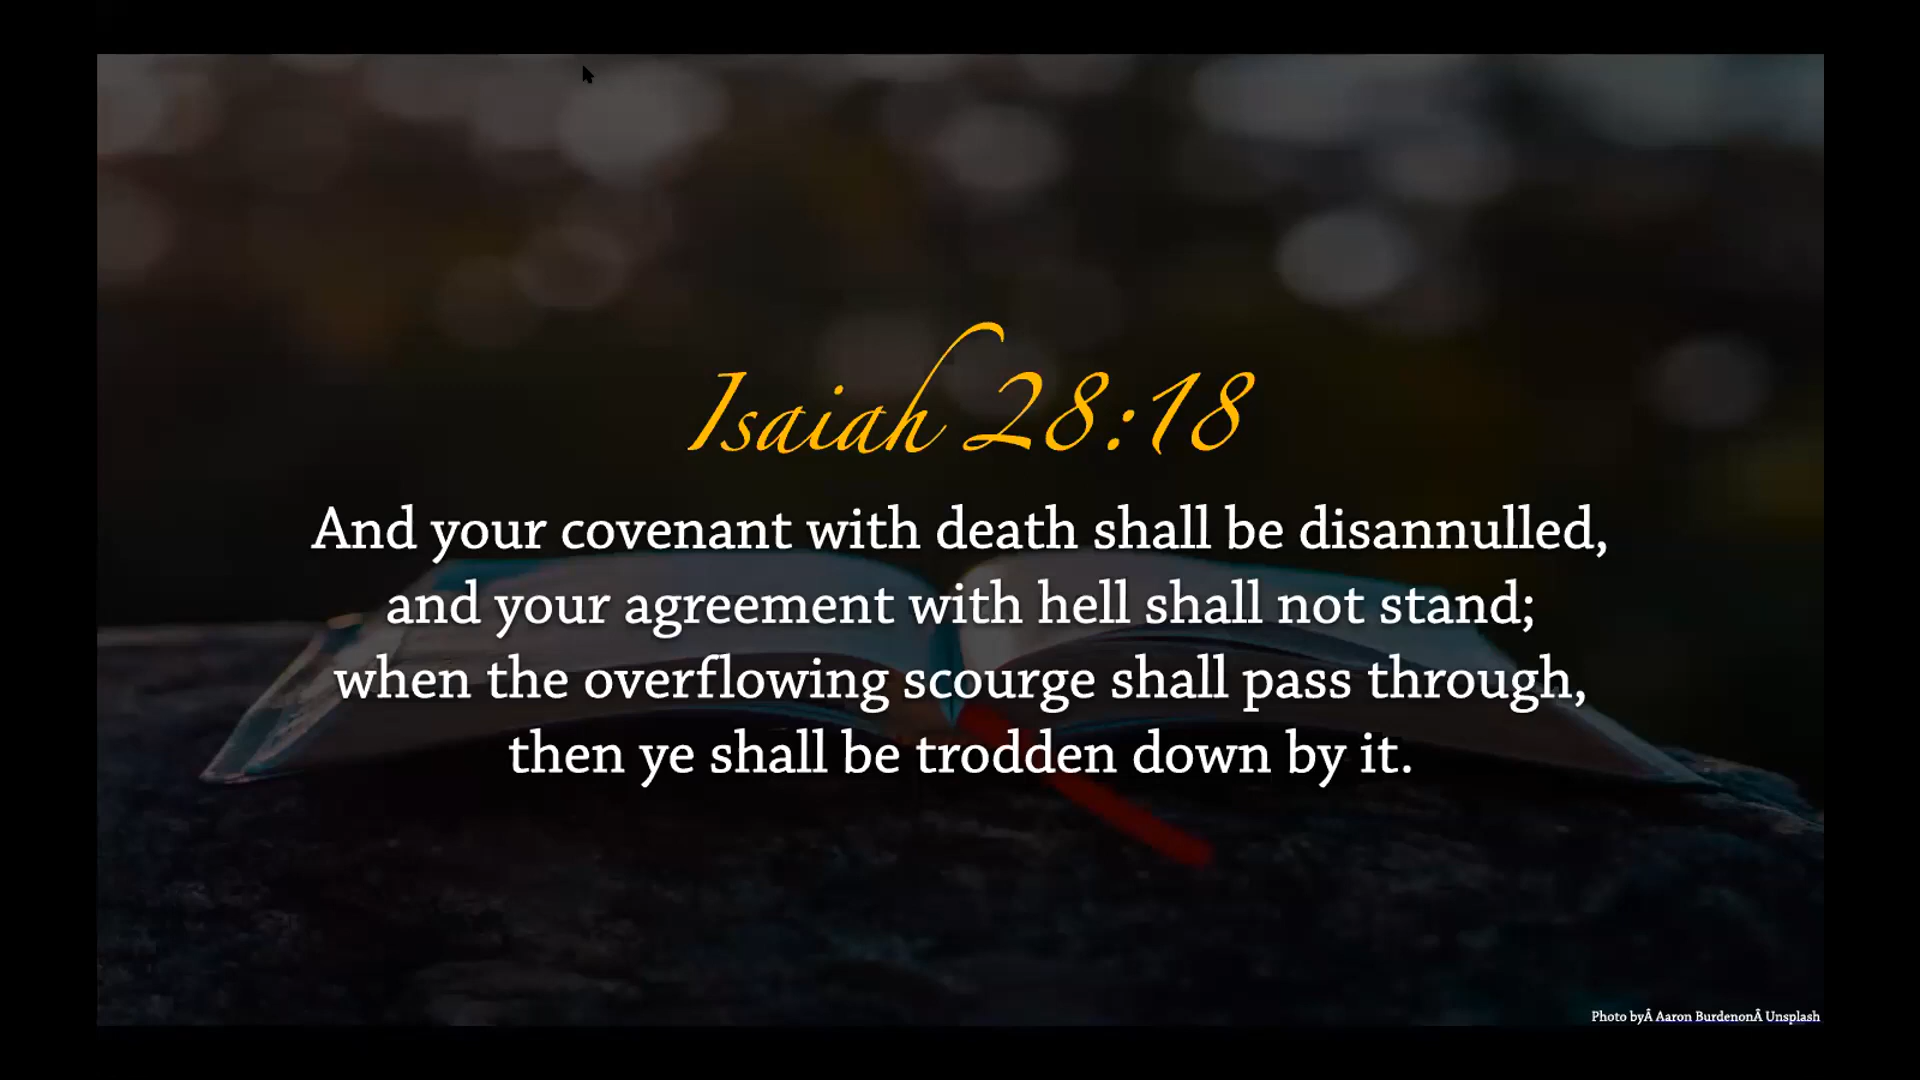 Isaiah 28:18
And your covenant with death shall be disannulled,
and your agreement with hell shall not stand;
when the overflowing scourge shall pass through,
then ye shall be trodden down by it.
Photo byÂ Aaron BurdenonÂ Unsplash